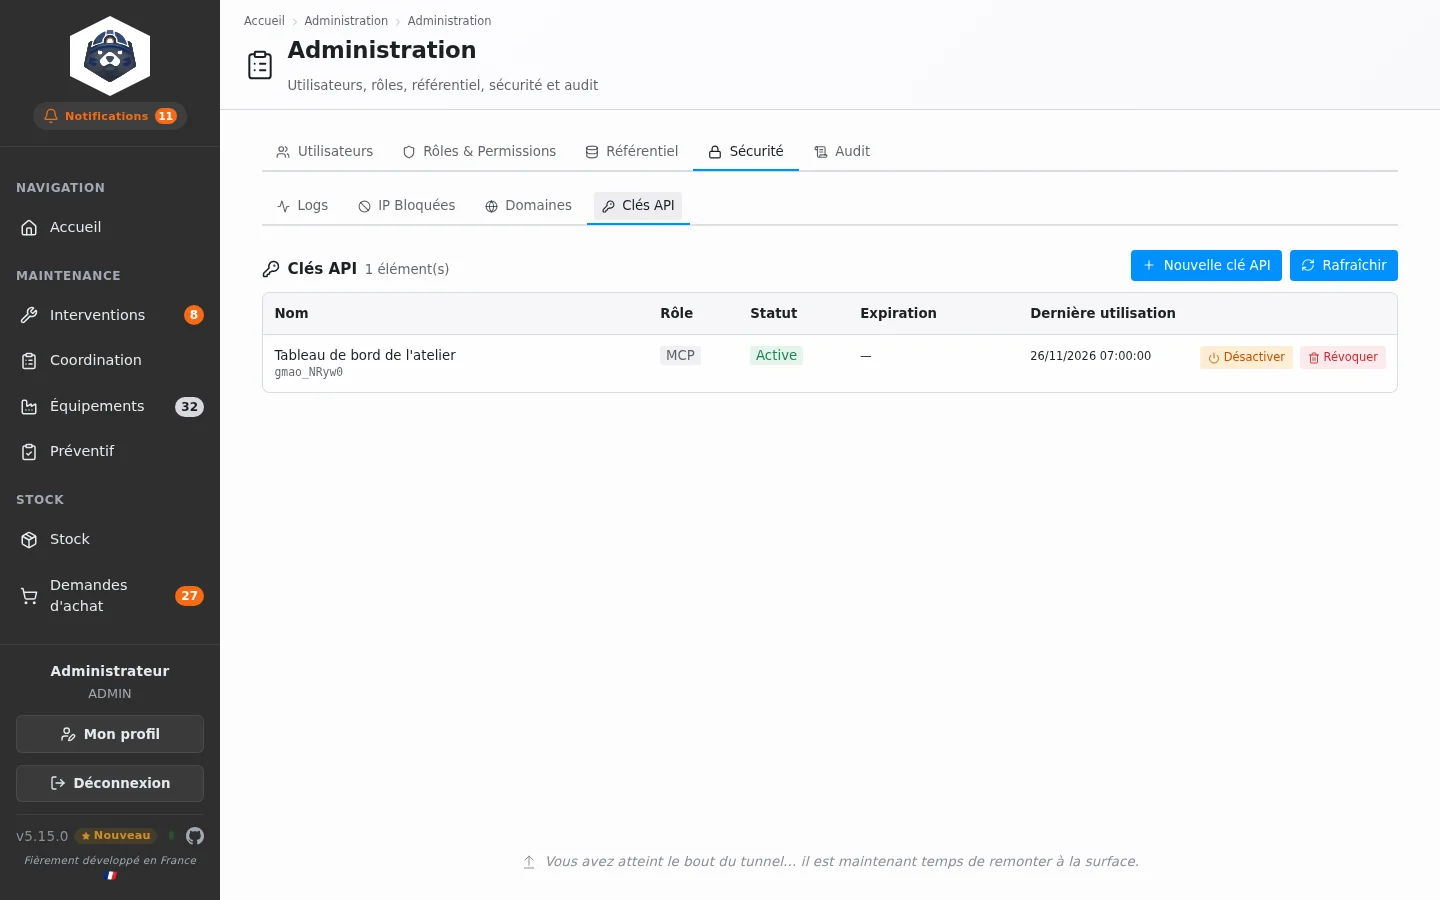 Notifications 11
NAVIGATION
Accueil
MAINTENANCE
Interventions 8
Coordination
Équipements 32
Préventif
STOCK
Stock
Demandes
d'achat 27
Administrateur
ADMIN
Mon profil
Déconnexion
v5.15.0 Nouveau
Fièrement développé en France
Accueil Administration Administration
Administration
Utilisateurs, rôles, référentiel, sécurité et audit
Utilisateurs Rôles & Permissions Référentiel Sécurité Audit
Logs IP Bloquées Domaines Clés API
Clés API 1 élément(s) Nouvelle clé API Rafraîchir
Nom Rôle Statut Expiration Dernière utilisation
Tableau de bord de l'atelier MCP Active — 26/11/2026 07:00:00 Désactiver Révoquer
gmao_NRyw0
Vous avez atteint le bout du tunnel... il est maintenant temps de remonter à la surface.